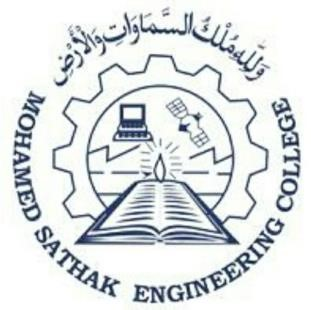 وَلِلَّهِ مُلْكُ السَّمَاوَاتِ وَالْأَرْضِ
MOHAMED SATHAK ENGINEERING COLLEGE